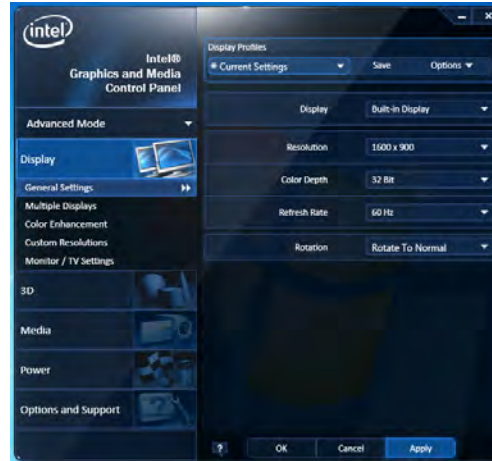 intel
Intel®
Graphics and Media
Control Panel
Advanced Mode
Display
General Settings
Multiple Displays
Color Enhancement
Custom Resolutions
Monitor / TV Settings
3D
Media
Power
Options and Support
Display Profiles
* Current Settings Save Options
Display Built-in Display
Resolution 1600 x 900
Color Depth 32 Bit
Refresh Rate 60 Hz
Rotation Rotate To Normal
? OK Cancel Apply